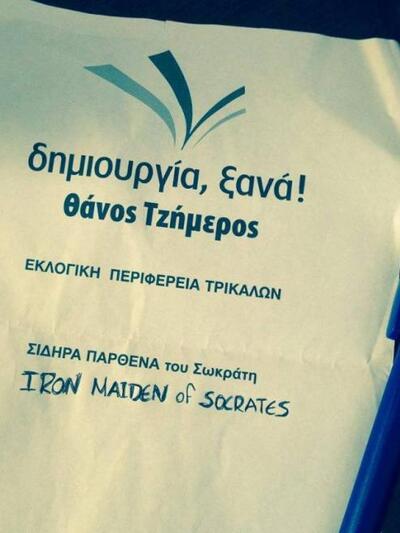 δημιουργία, ξανά!
θάνος Τζήμερος
ΕΚΛΟΓΙΚΗ ΠΕΡΙΦΕΡΕΙΑ ΤΡΙΚΑΛΩΝ
ΣΙΔΗΡΑ ΠΑΡΘΕΝΑ του Σωκράτη
IRON MAIDEN of SOCRATES